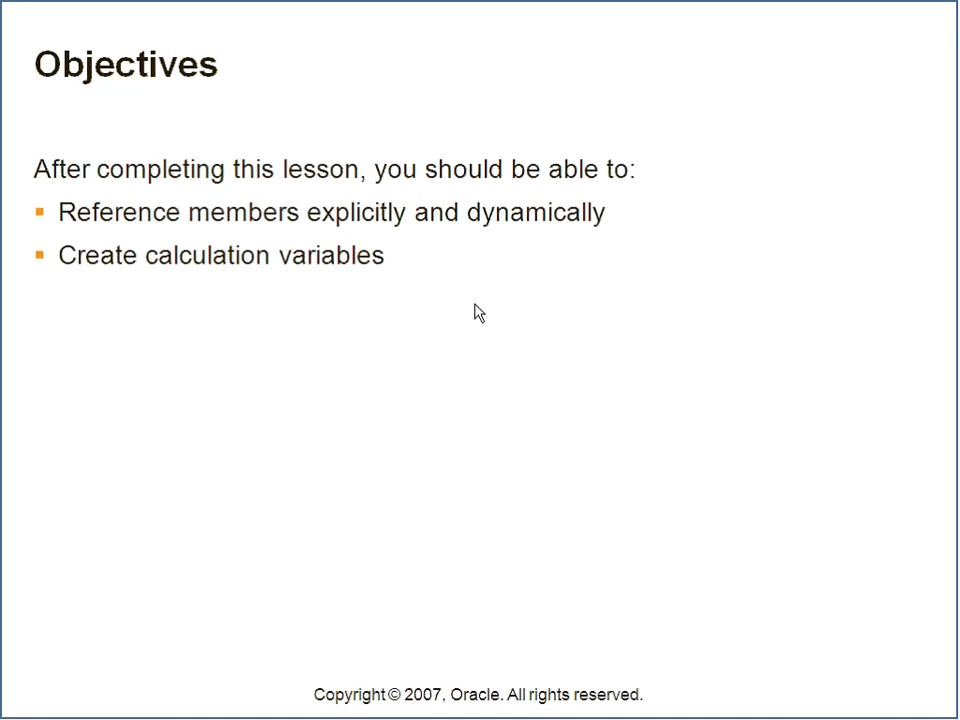 Objectives
After completing this lesson, you should be able to:
▪ Reference members explicitly and dynamically
▪ Create calculation variables
Copyright © 2007, Oracle. All rights reserved.